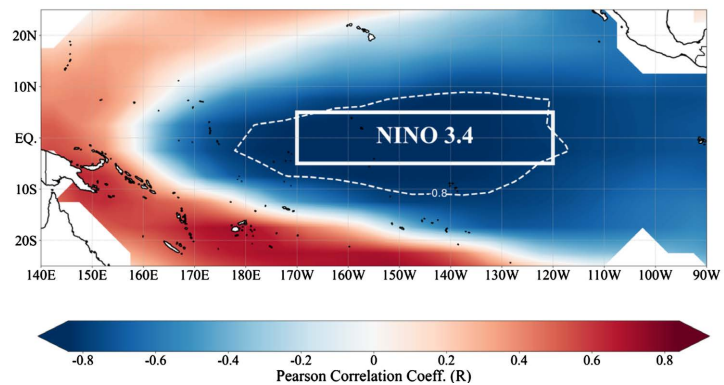 20N
10N
EQ.
10S
20S
NINO 3.4
0.8
140E 150E 160E 170E 180E 170W 160W 150W 140W 130W 120W 110W 100W 90W
-0.8 -0.6 -0.4 -0.2 0 0.2 0.4 0.6 0.8
Pearson Correlation Coeff. (R)